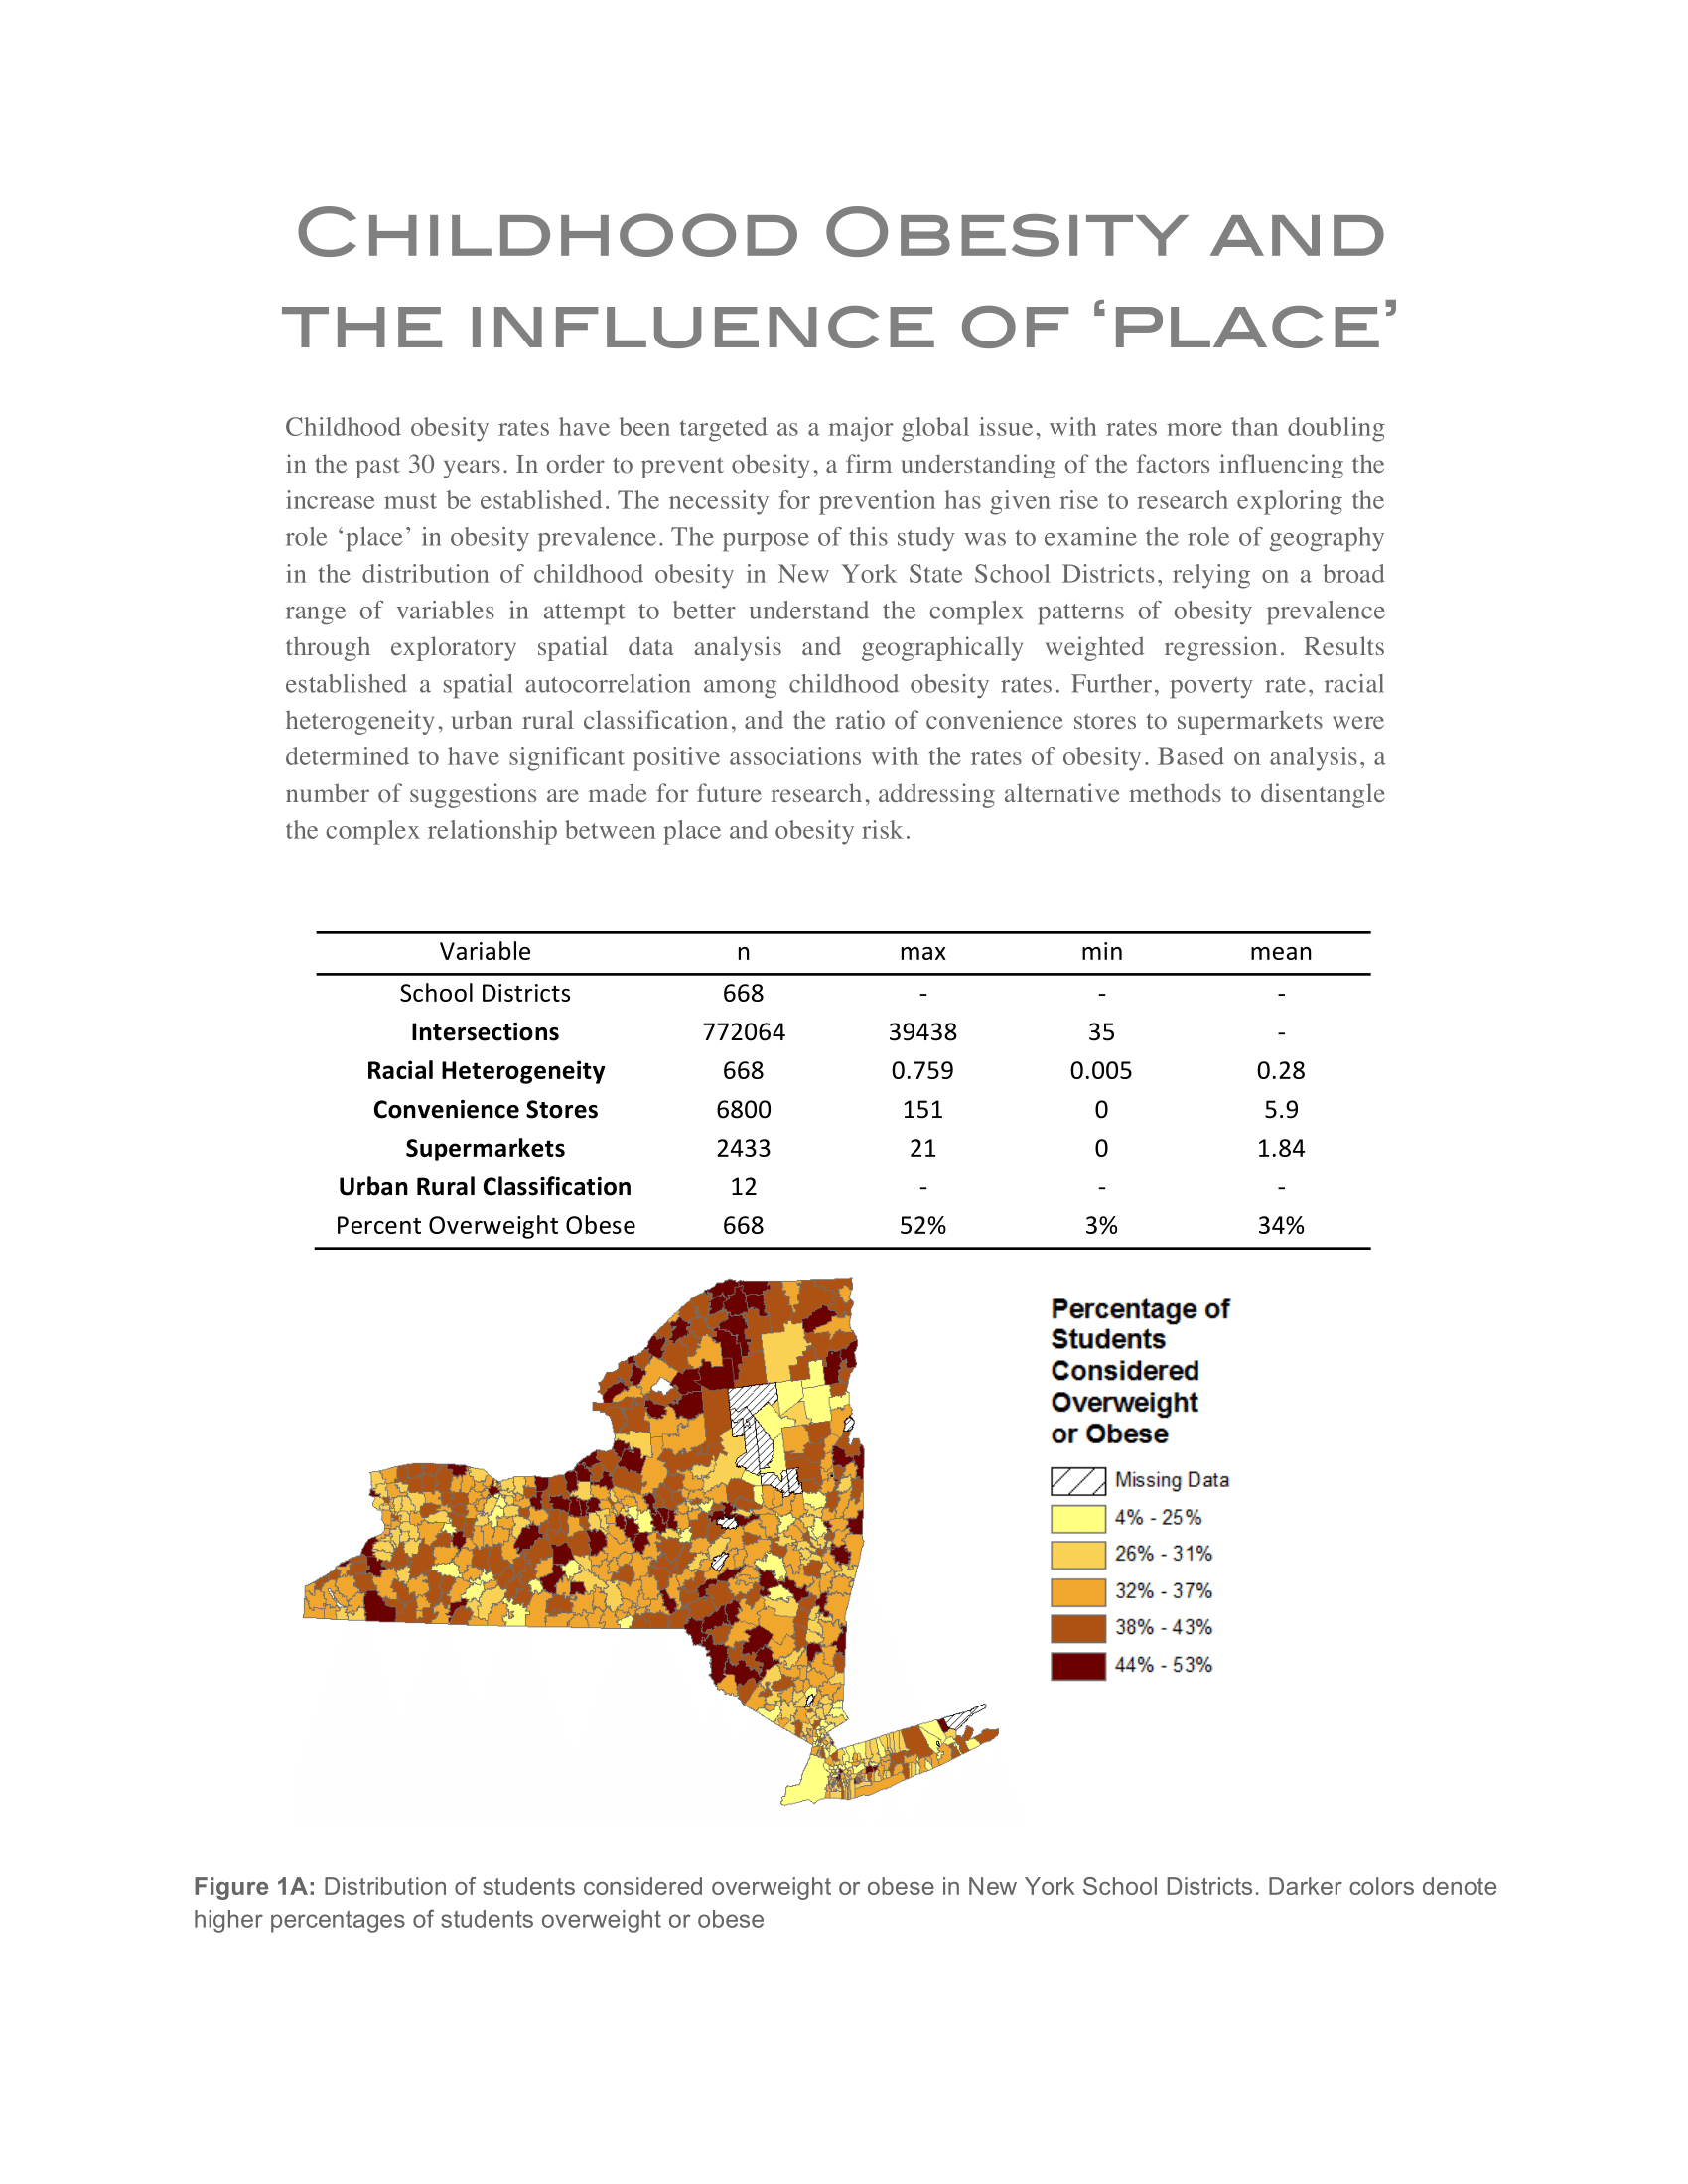 CHILDHOOD OBESITY AND
THE INFLUENCE OF ‘PLACE’
Childhood obesity rates have been targeted as a major global issue, with rates more than doubling
in the past 30 years. In order to prevent obesity, a firm understanding of the factors influencing the
increase must be established. The necessity for prevention has given rise to research exploring the
role ‘place’ in obesity prevalence. The purpose of this study was to examine the role of geography
in the distribution of childhood obesity in New York State School Districts, relying on a broad
range of variables in attempt to better understand the complex patterns of obesity prevalence
through exploratory spatial data analysis and geographically weighted regression. Results
established a spatial autocorrelation among childhood obesity rates. Further, poverty rate, racial
heterogeneity, urban rural classification, and the ratio of convenience stores to supermarkets were
determined to have significant positive associations with the rates of obesity. Based on analysis, a
number of suggestions are made for future research, addressing alternative methods to disentangle
the complex relationship between place and obesity risk.
Variable n max min mean
School Districts 668 - - -
Intersections 772064 39438 35 -
Racial Heterogeneity 668 0.759 0.005 0.28
Convenience Stores 6800 151 0 5.9
Supermarkets 2433 21 0 1.84
Urban Rural Classification 12 - - -
Percent Overweight Obese 668 52% 3% 34%
Percentage of
Students
Considered
Overweight
or Obese
Missing Data
4% - 25%
26% - 31%
32% - 37%
38% - 43%
44% - 53%
Figure 1A: Distribution of students considered overweight or obese in New York School Districts. Darker colors denote
higher percentages of students overweight or obese